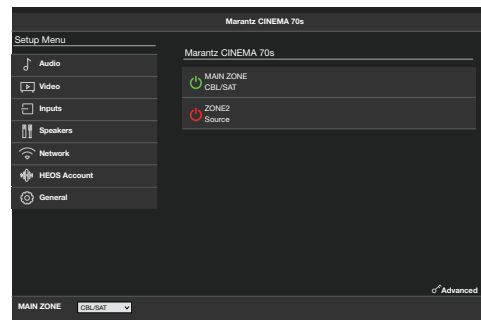 Marantz CINEMA 70s
Setup Menu
Audio
Video
Inputs
Speakers
Network
HEOS Account
General
Marantz CINEMA 70s
MAIN ZONE
CBL/SAT
ZONE2
Source
Advanced
MAIN ZONE CBL/SAT